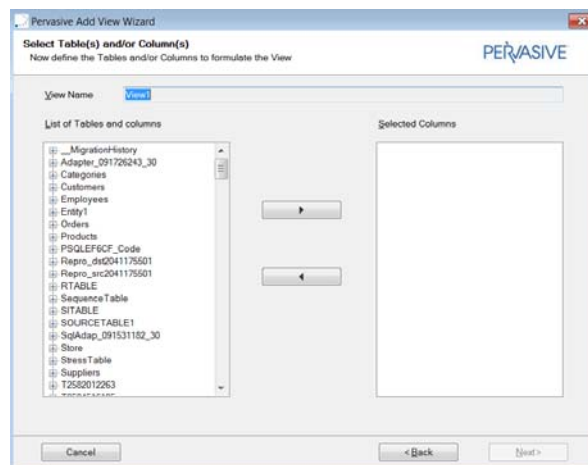 Pervasive Add View Wizard
Select Table(s) and/or Column(s)
Now define the Tables and/or Columns to formulate the View
PERVASIVE
View Name
View1
List of Tables and columns
Selected Columns
__MigrationHistory
Adapter_091726243_30
Categories
Customers
Employees
Entity1
Orders
Products
PSQLEF6CF_Code
Repro_dst2041175501
Repro_src2041175501
RTABLE
SequenceTable
SITABLE
SOURCETABLE1
SqlAdap_091531182_30
Store
StressTable
Suppliers
T2582012263
Cancel
< Back
Next >